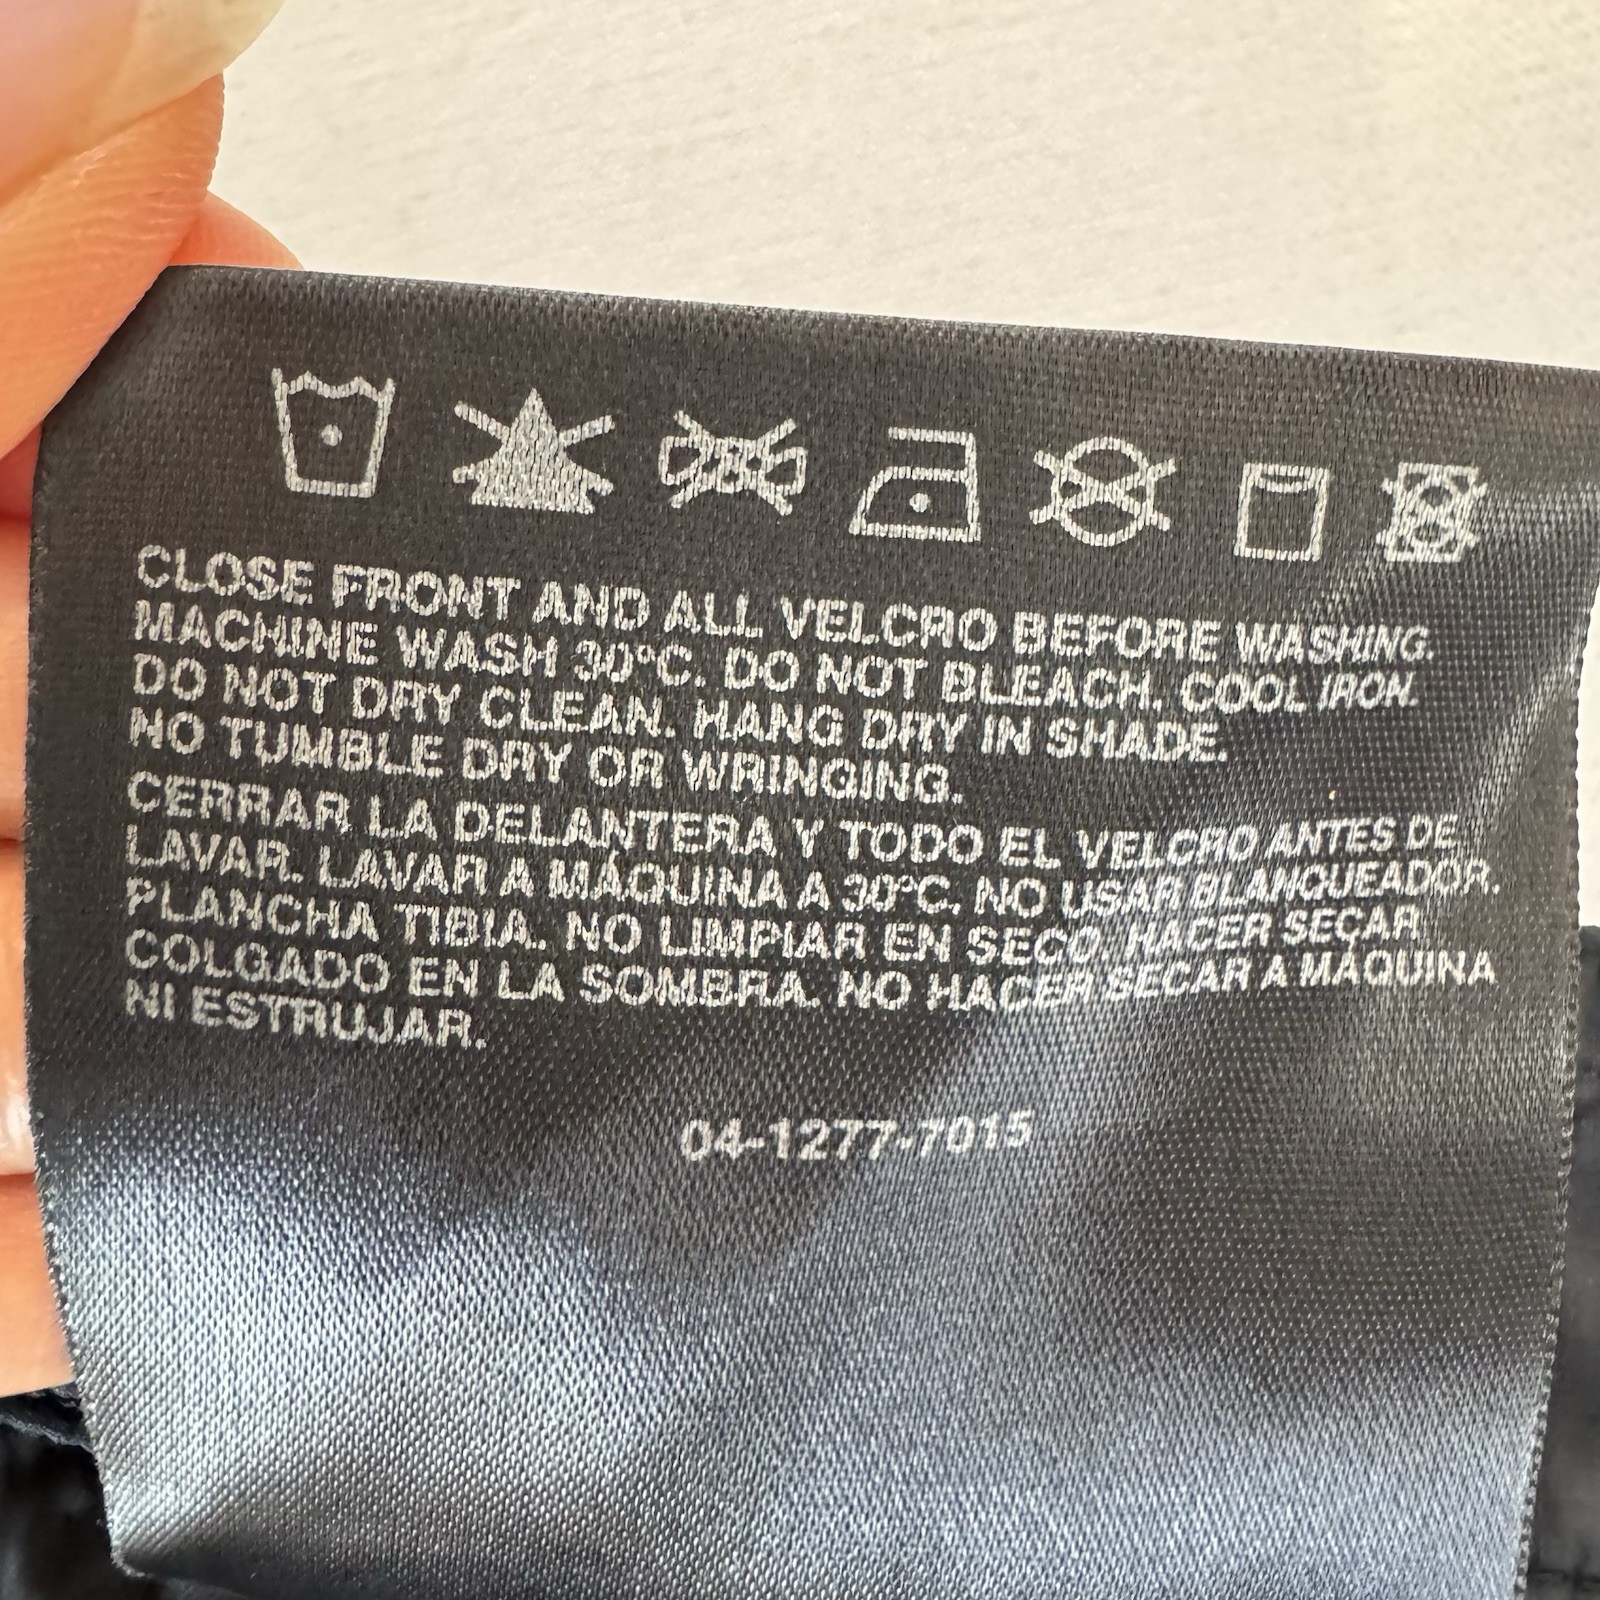 CLOSE FRONT AND ALL VELCRO BEFORE WASHING.
MACHINE WASH 30°C. DO NOT BLEACH. COOL IRON.
DO NOT DRY CLEAN. HANG DRY IN SHADE.
NO TUMBLE DRY OR WRINGING.
CERRAR LA DELANTERA Y TODO EL VELCRO ANTES DE
LAVAR. LAVAR A MÁQUINA A 30°C. NO USAR BLANQUEADOR.
PLANCHA TIBIA. NO LIMPIAR EN SECO. HACER SECAR
COLGADO EN LA SOMBRA. NO HACER SECAR A MÁQUINA
NI ESTRUJAR.
04-1277-7015